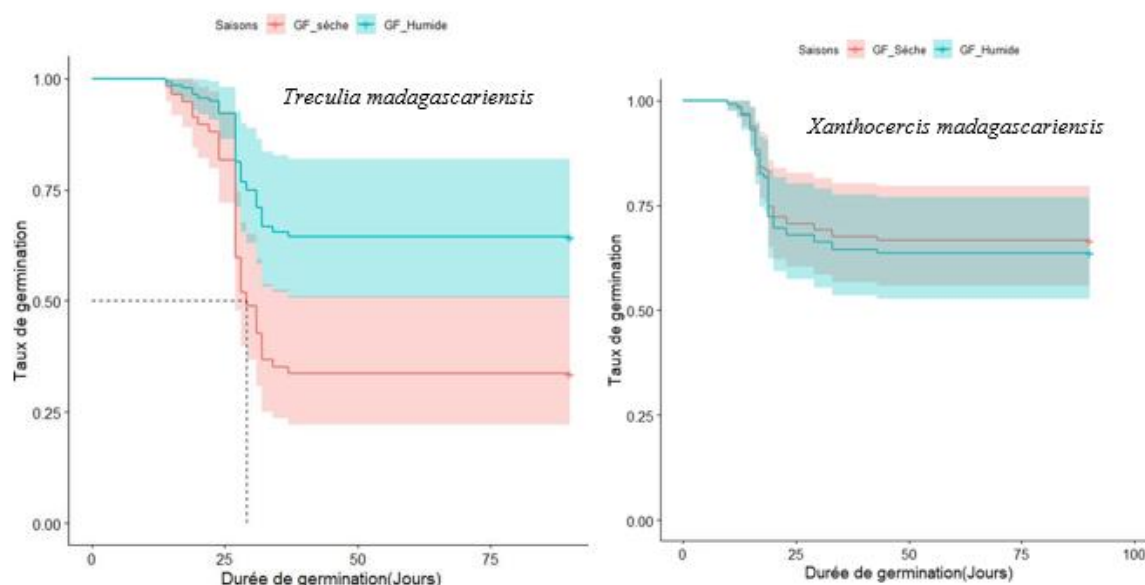 Saisons GF_sèche GF_Humide
Treculia madagascariensis
Taux de germination
1.00
0.75
0.50
0.25
0.00
0 25 50 75
Durée de germination(Jours)
Saisons GF_Sèche GF_Humide
Xanthocercis madagascariensis
Taux de germination
1.00
0.75
0.50
0.25
0.00
0 25 50 75 100
Durée de germination(Jours)